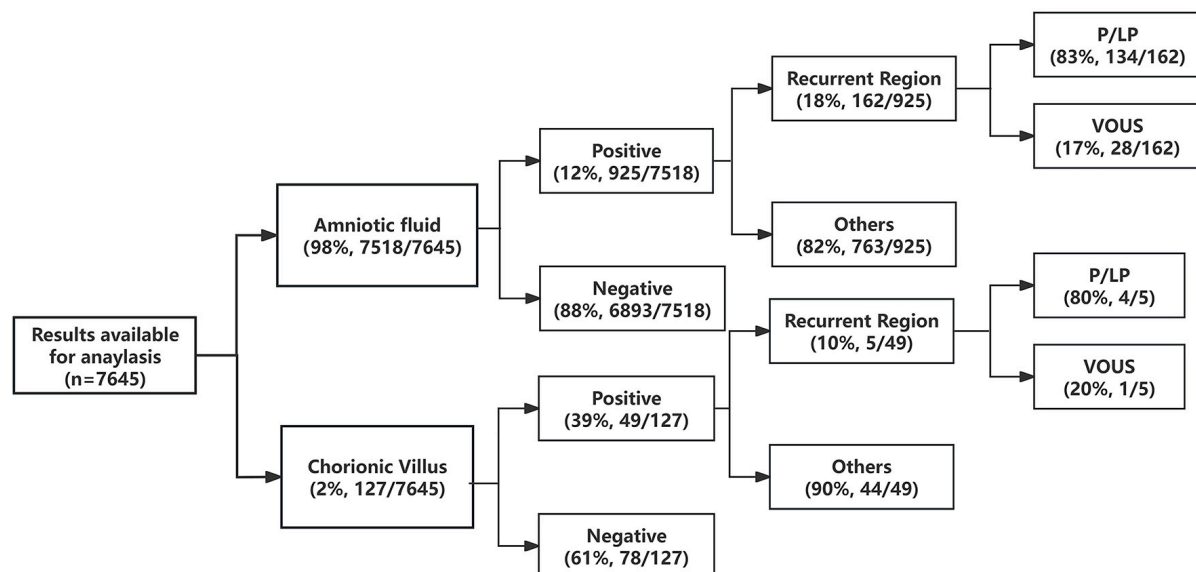 Results available
for anaylasis
(n=7645)
Amniotic fluid
(98%, 7518/7645)
Chorionic Villus
(2%, 127/7645)
Positive
(12%, 925/7518)
Negative
(88%, 6893/7518)
Positive
(39%, 49/127)
Negative
(61%, 78/127)
Recurrent Region
(18%, 162/925)
Others
(82%, 763/925)
Recurrent Region
(10%, 5/49)
Others
(90%, 44/49)
P/LP
(83%, 134/162)
VOUS
(17%, 28/162)
P/LP
(80%, 4/5)
VOUS
(20%, 1/5)